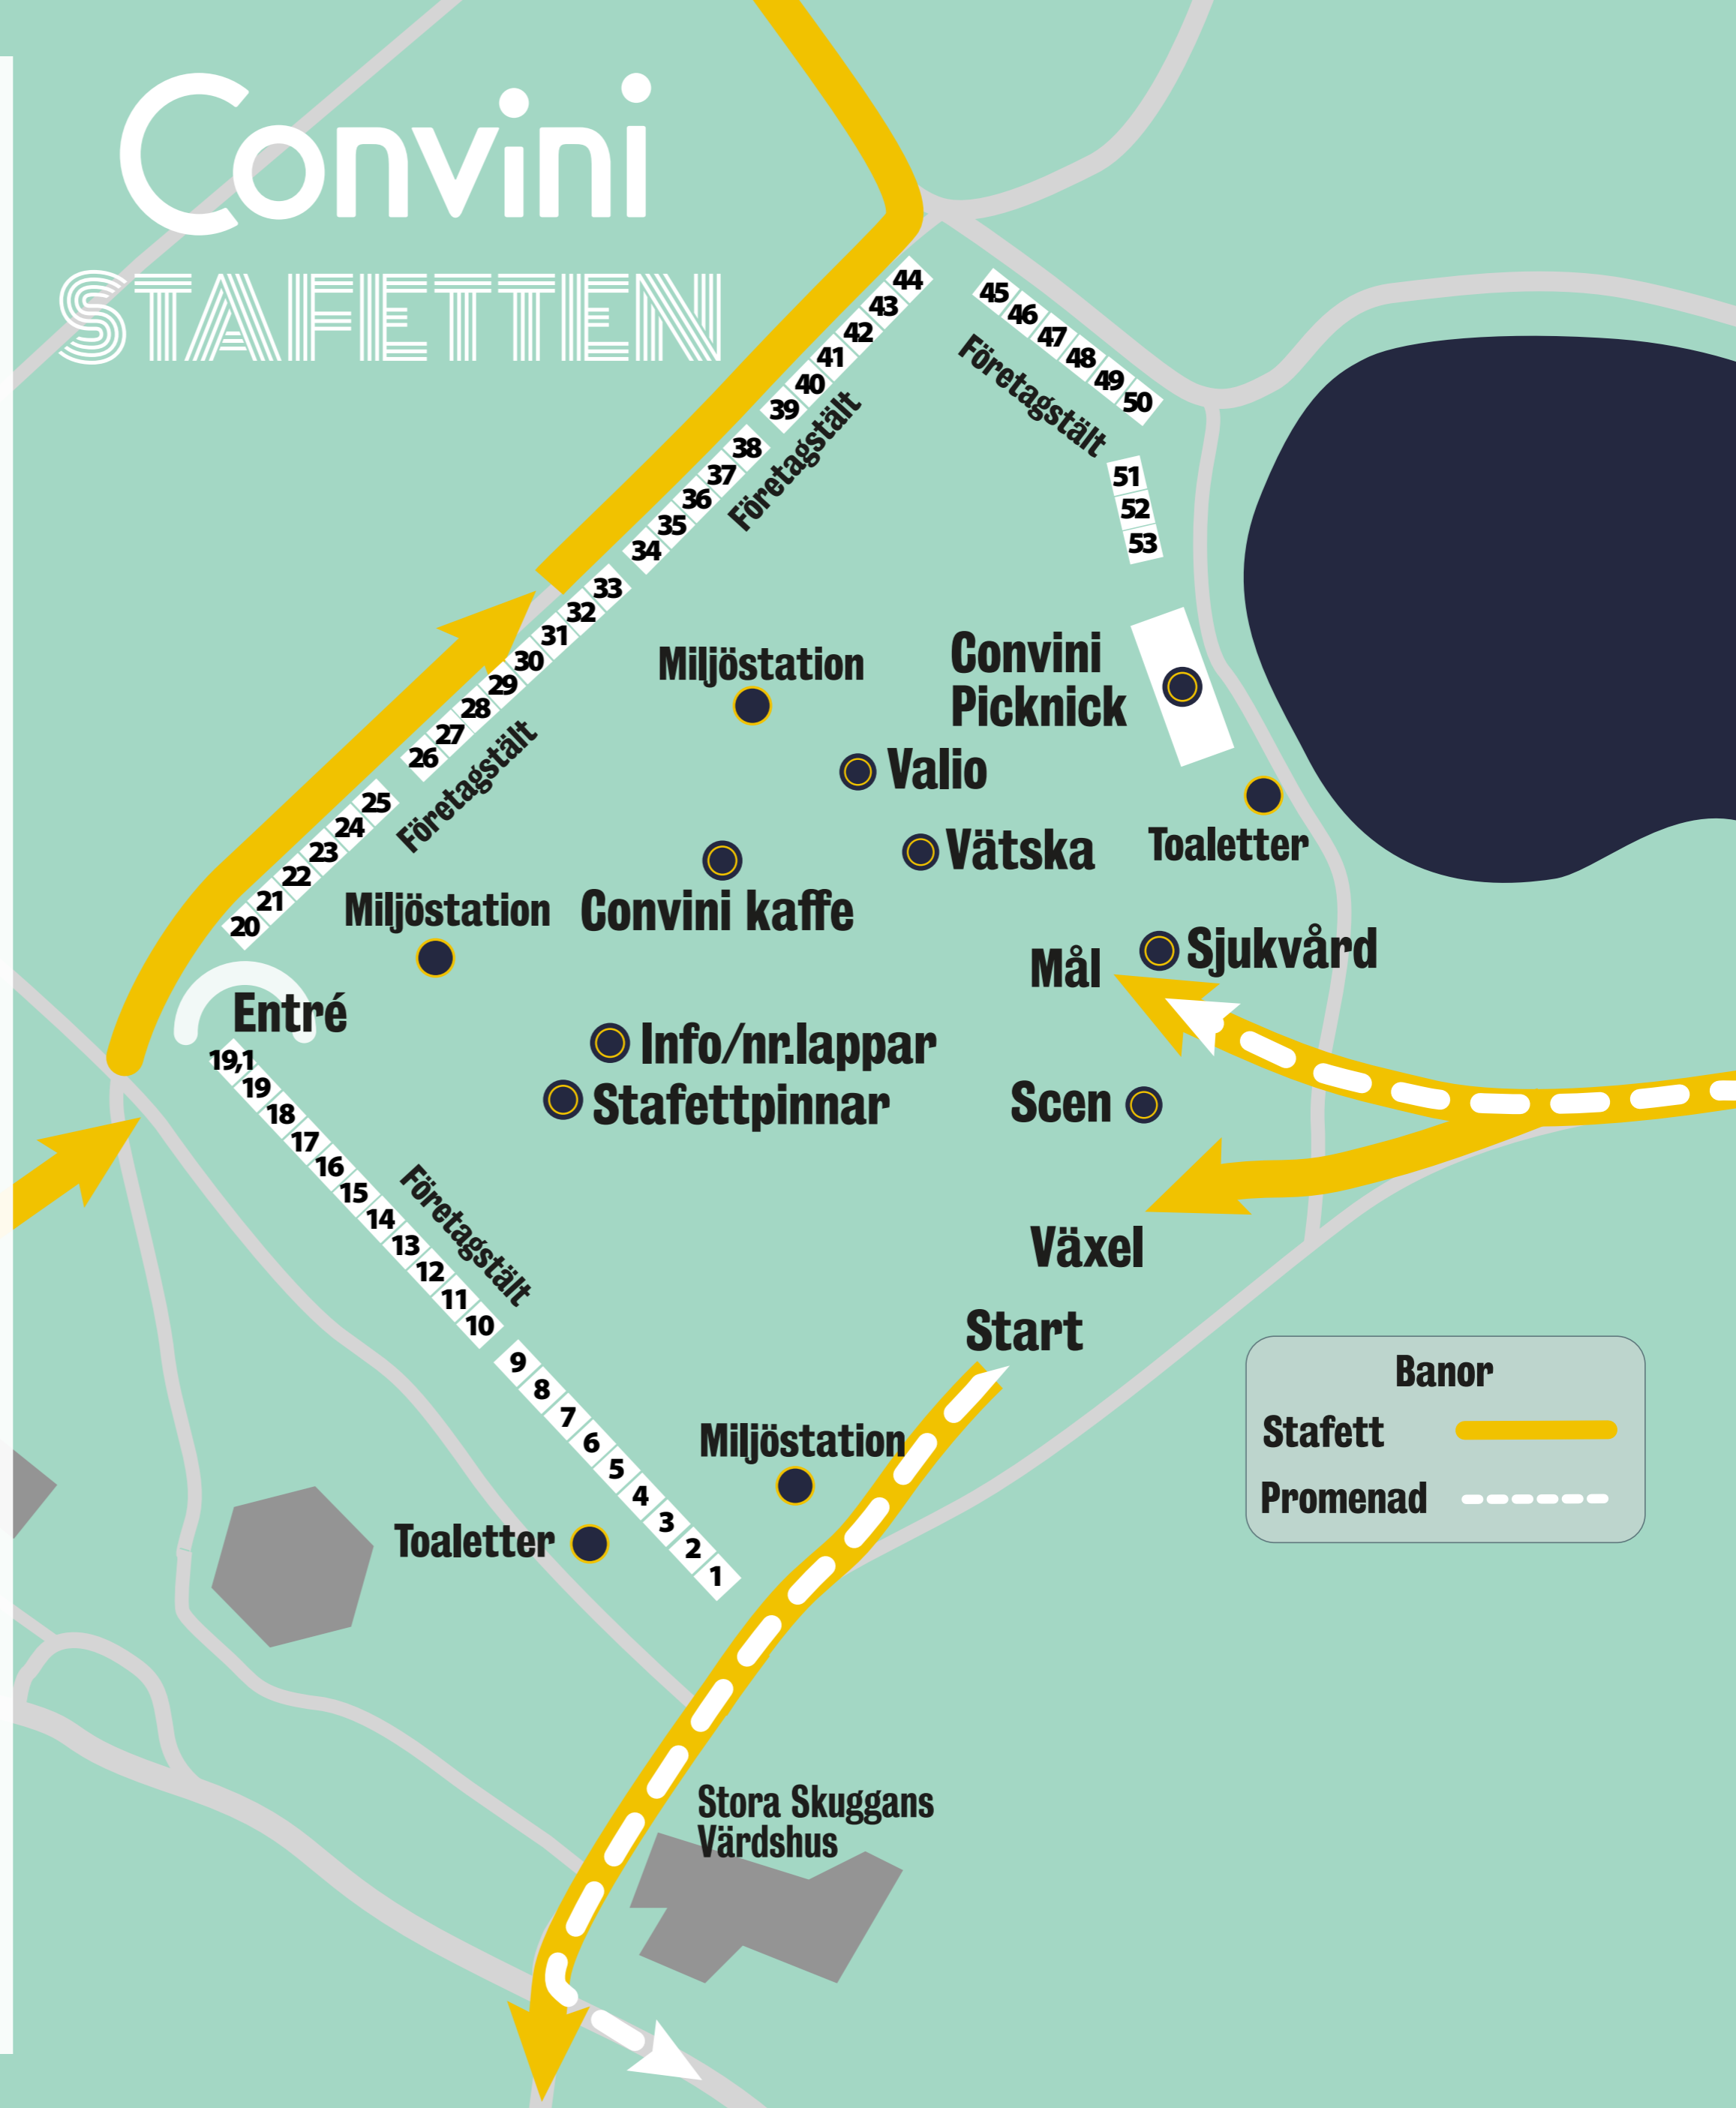 Convini
STAFETTEN
44
43
42
41
40
39
Företagstält
45
46
47
48
49
50
Företagstält
51
52
53
38
37
36
35
34
Företagstält
33
32
31
30
29
28
27
26
Företagstält
25
24
23
22
21
20
Miljöstation
Convini
Picknick
Valio
Vätska
Toaletter
Convini kaffe
Miljöstation
Sjukvård
Mål
Entré
Info/nr.lappar
Stafettpinnar
Scen
19,1
19
18
17
16
15
14
13
12
11
10
Företagstält
9
8
7
6
5
4
3
2
1
Växel
Start
Miljöstation
Toaletter
Banor
Stafett
Promenad
Stora Skuggans
Värdshus